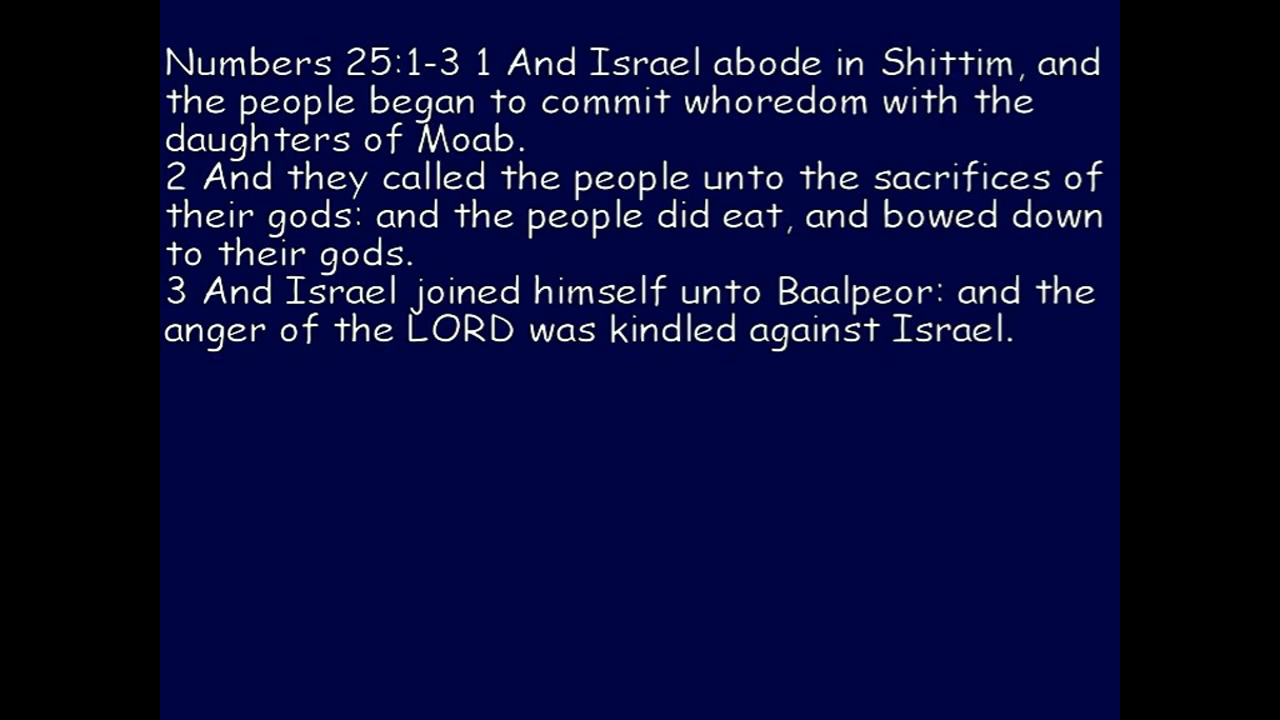 Numbers 25:1-3 1 And Israel abode in Shittim, and
the people began to commit whoredom with the
daughters of Moab.
2 And they called the people unto the sacrifices of
their gods: and the people did eat, and bowed down
to their gods.
3 And Israel joined himself unto Baalpeor: and the
anger of the LORD was kindled against Israel.